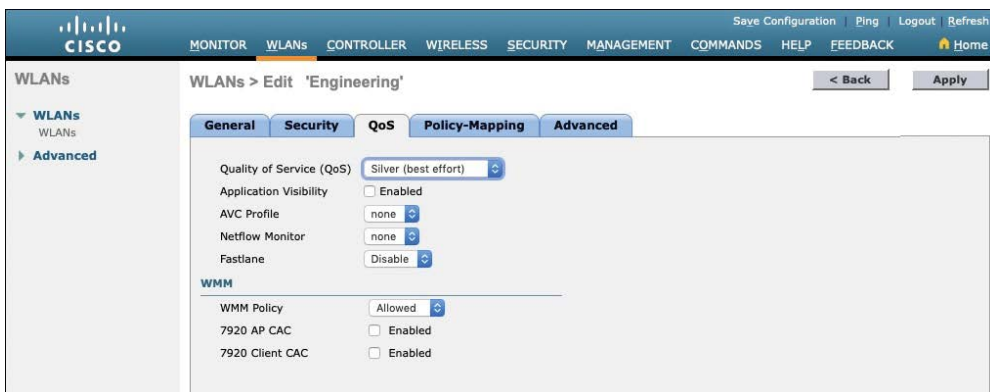 Save Configuration Ping Logout Refresh
CISCO MONITOR WLANs CONTROLLER WIRELESS SECURITY MANAGEMENT COMMANDS HELP FEEDBACK Home
WLANs
WLANs
WLANs
Advanced
WLANs > Edit 'Engineering'
< Back Apply
General Security QoS Policy-Mapping Advanced
Quality of Service (QoS) Silver (best effort)
Application Visibility Enabled
AVC Profile none
Netflow Monitor none
Fastlane Disable
WMM
WMM Policy Allowed
7920 AP CAC Enabled
7920 Client CAC Enabled